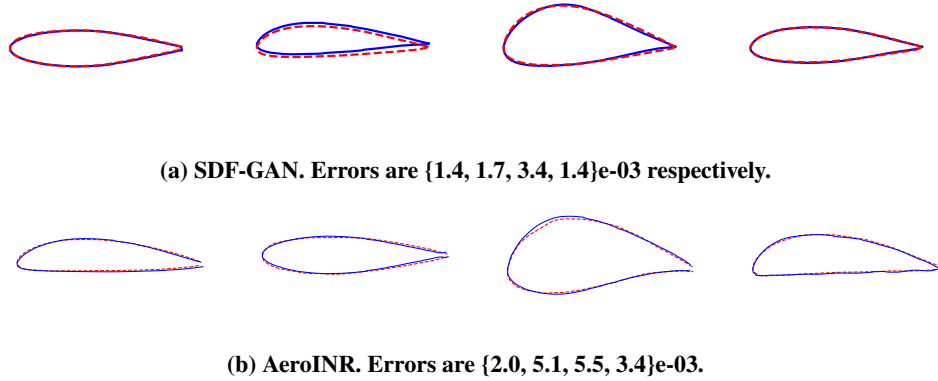 (a) SDF-GAN. Errors are {1.4, 1.7, 3.4, 1.4}e-03 respectively.
(b) AeroINR. Errors are {2.0, 5.1, 5.5, 3.4}e-03.